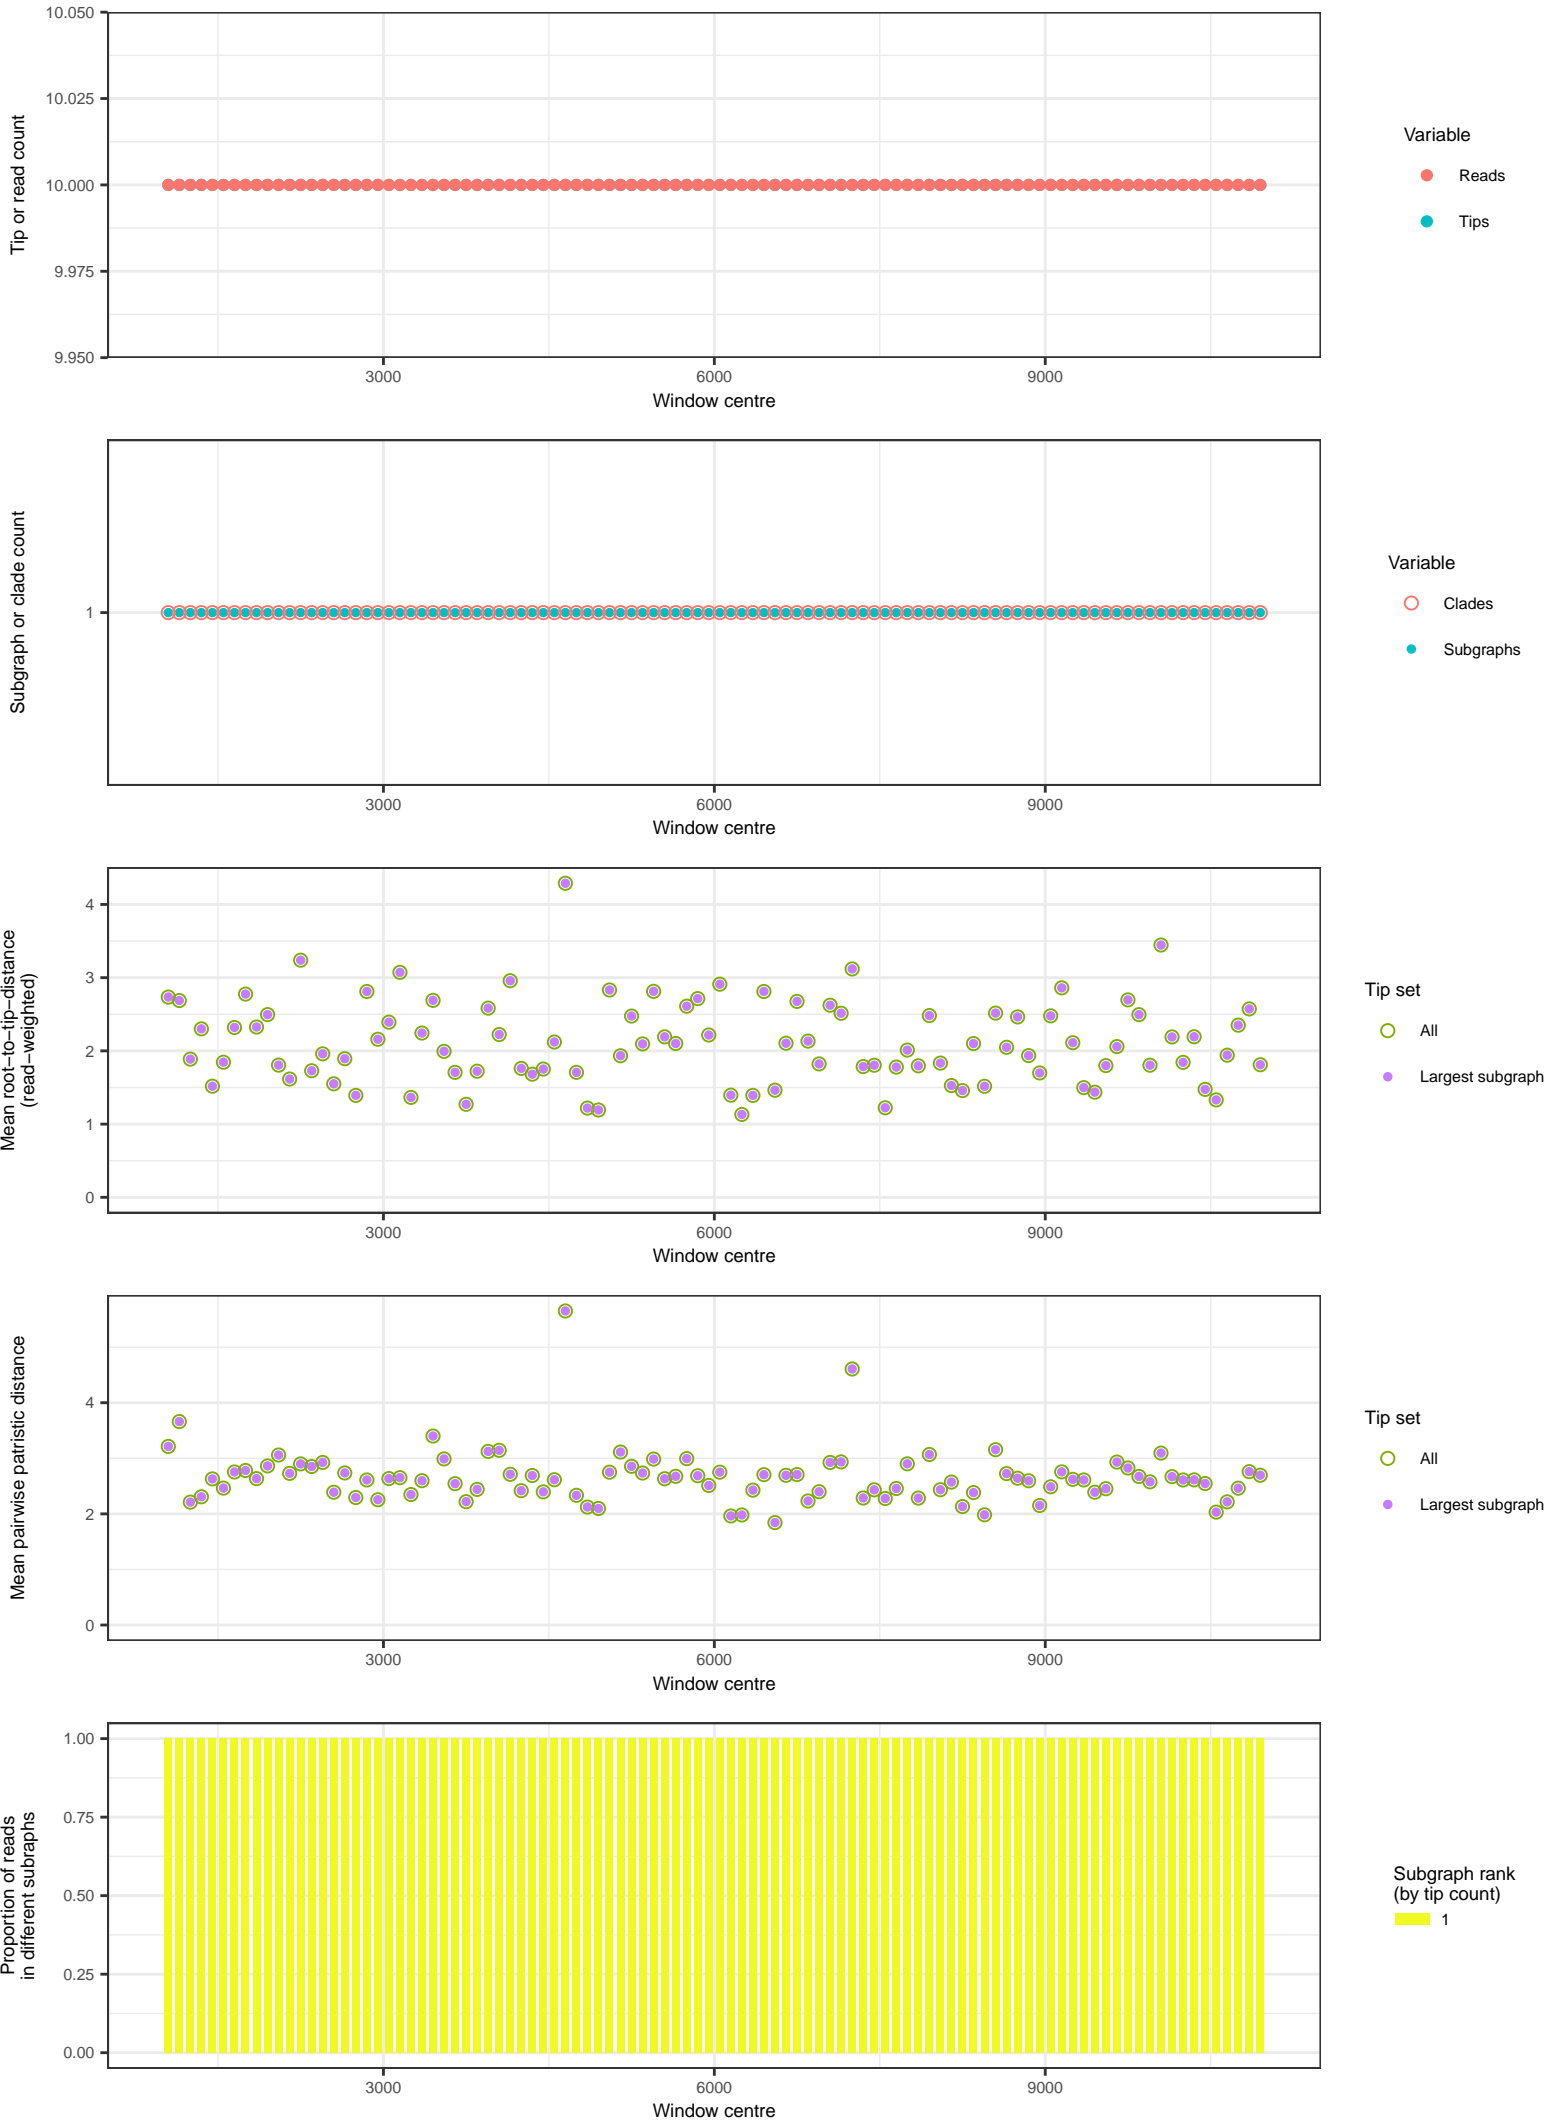 10.050
10.025
10.000
9.975
9.950
Tip or read count
3000
6000
9000
Window centre
Variable
Reads
Tips
1
Subgraph or clade count
3000
6000
9000
Window centre
Variable
Clades
Subgraphs
4
3
2
1
0
Mean root−to−tip−distance
(read−weighted)
3000
6000
9000
Window centre
Tip set
All
Largest subgraph
4
2
0
Mean pairwise patristic distance
3000
6000
9000
Window centre
Tip set
All
Largest subgraph
1.00
0.75
0.50
0.25
0.00
Proportion of reads
in different subraphs
3000
6000
9000
Window centre
Subgraph rank
(by tip count)
1